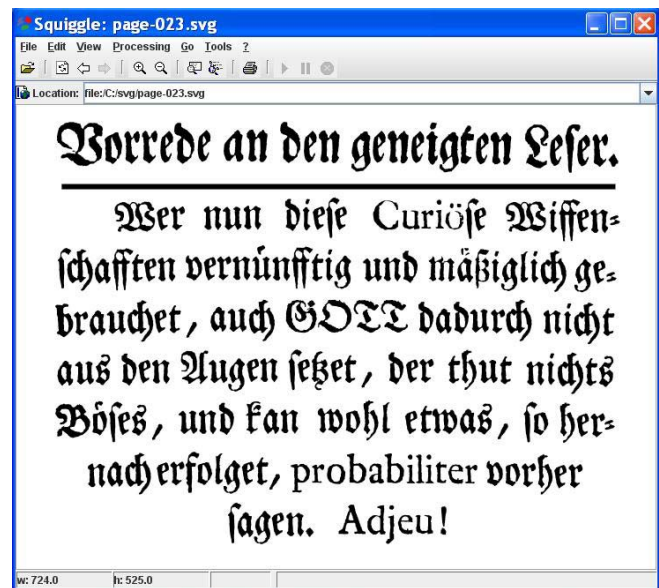 Squiggle: page-023.svg
File Edit View Processing Go Tools ?
Location: file:/C:/svg/page-023.svg
Vorrede an den geneigten Leſer.
Wer nun dieſe Curiöſe Wiſſen⸗
ſchafften vernünfftig und mäßiglich ge⸗
brauchet, auch GOTT dadurch nicht
aus den Augen ſetzet, der thut nichts
Böſes, und kan wohl etwas, ſo her⸗
nach erfolget, probabiliter vorher
ſagen. Adjeu!
w: 724.0 h: 525.0